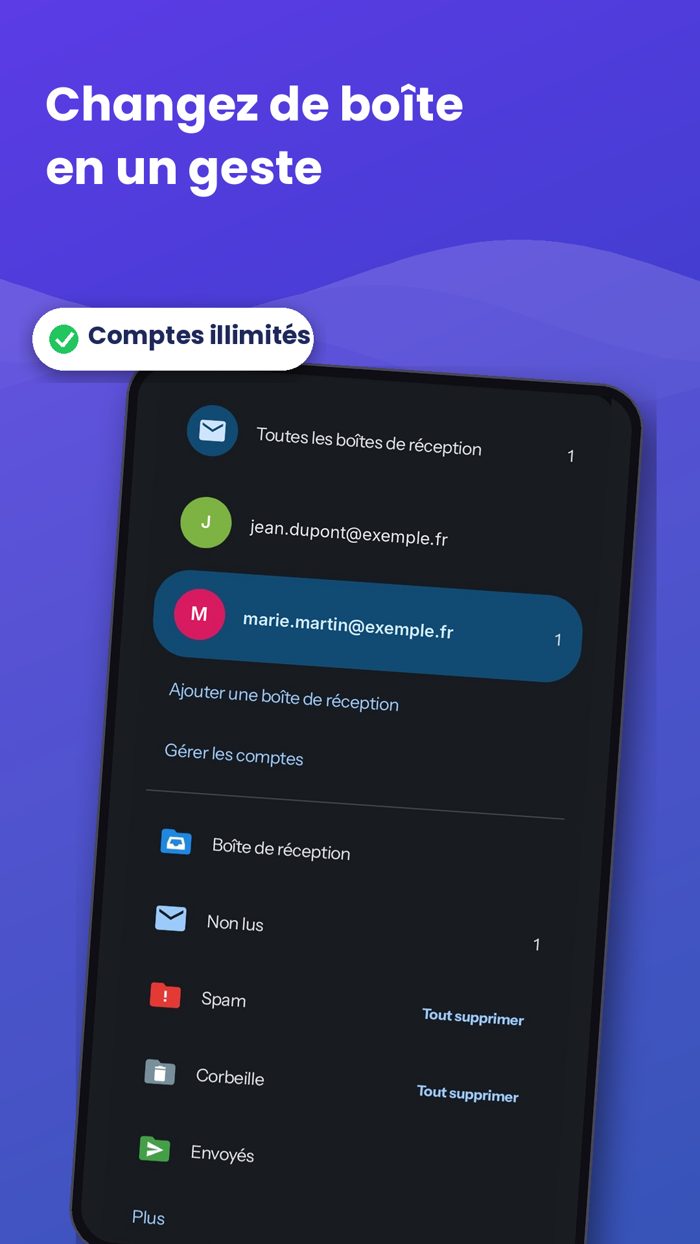 Changez de boîte
en un geste
Comptes illimités
Toutes les boîtes de réception 1
J jean.dupont@exemple.fr
M marie.martin@exemple.fr 1
Ajouter une boîte de réception
Gérer les comptes
Boîte de réception
Non lus 1
Spam Tout supprimer
Corbeille Tout supprimer
Envoyés
Plus